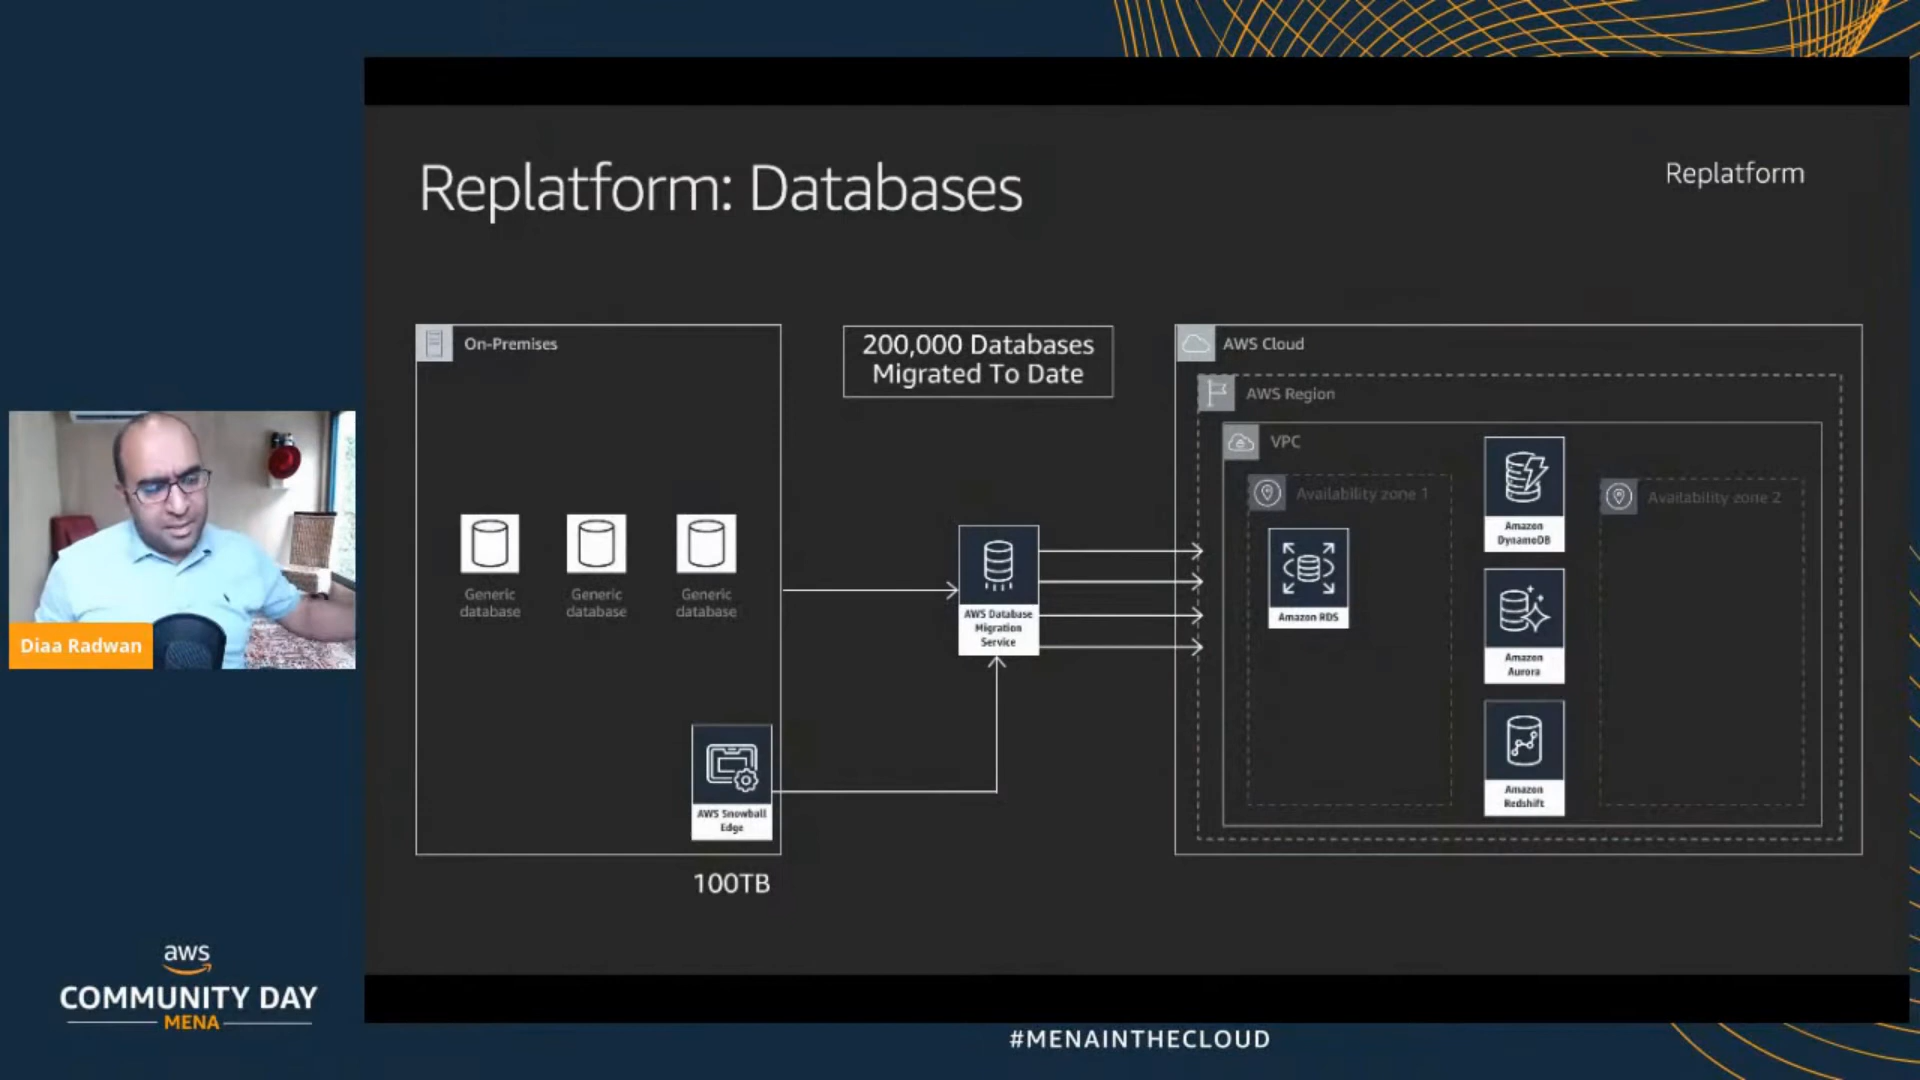 Replatform: Databases
Replatform
On-Premises
200,000 Databases
Migrated To Date
AWS Cloud
AWS Region
VPC
Availability zone 1
Availability zone 2
Amazon
DynamoDB
Generic
database
Generic
database
Generic
database
AWS Database
Migration
Service
Amazon RDS
Amazon
Aurora
Amazon
Redshift
AWS Snowball
Edge
100TB
Diaa Radwan
aws
COMMUNITY DAY
MENA
#MENAINTHECLOUD